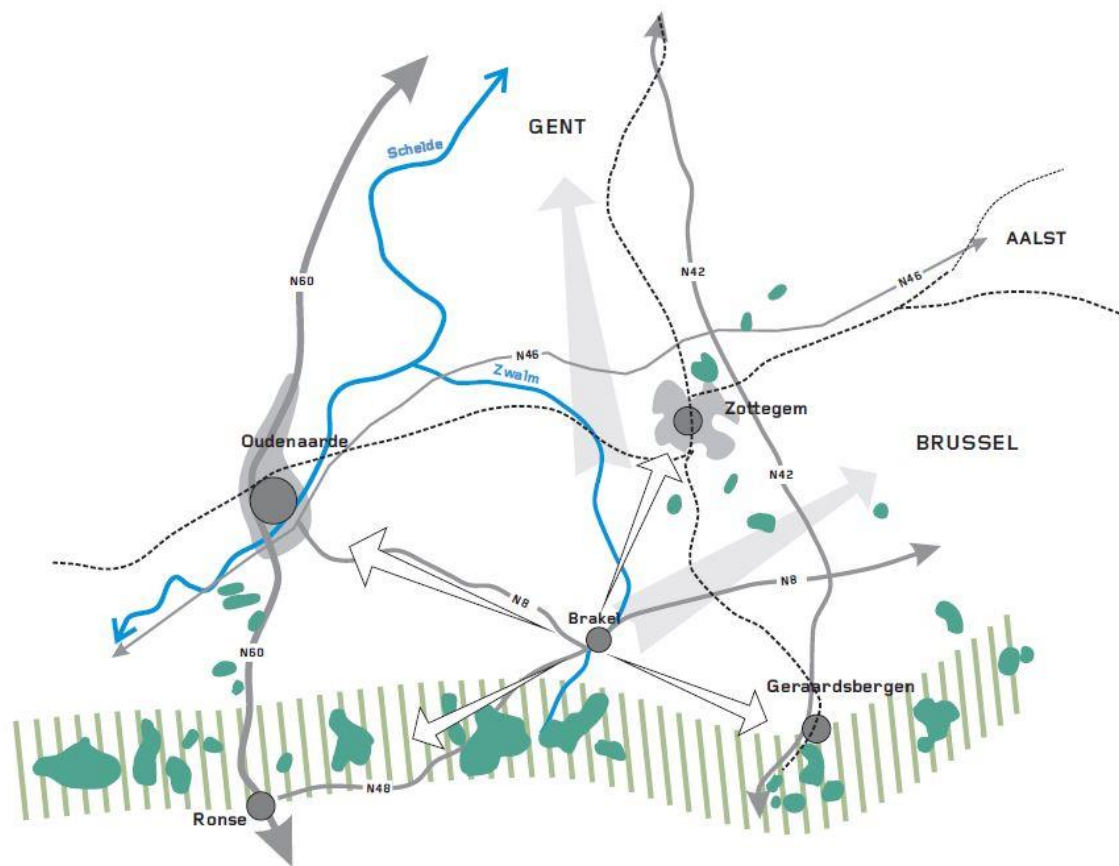 GENT
Schelde
AALST
N42
N60
N46
N46
Zwalm
Oudenaarde
Zottegem
BRUSSEL
N42
N8
N8
Brakel
N60
Geraardsbergen
N48
Ronse